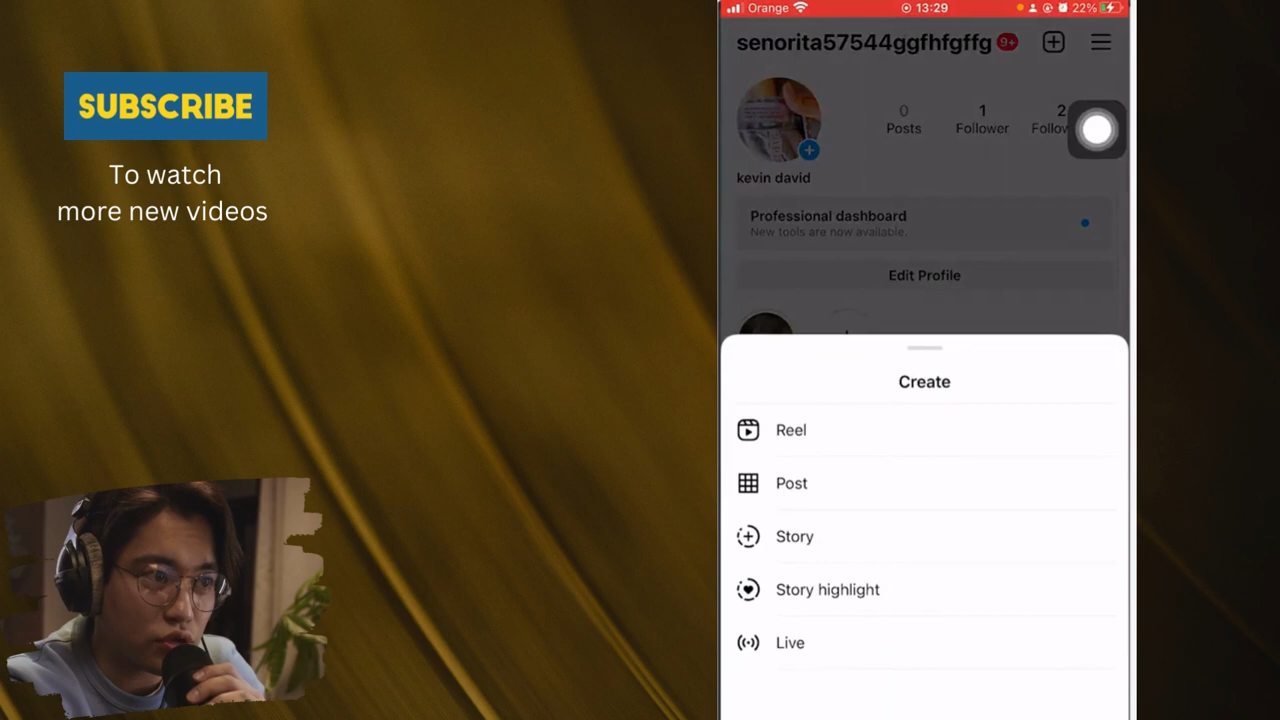 SUBSCRIBE
To watch
more new videos
Orange 13:29 22%
senorita57544ggfhfgffg 9+
0 1 2
Posts Follower Follow
kevin david
Professional dashboard
New tools are now available.
Edit Profile
Create
Reel
Post
Story
Story highlight
Live